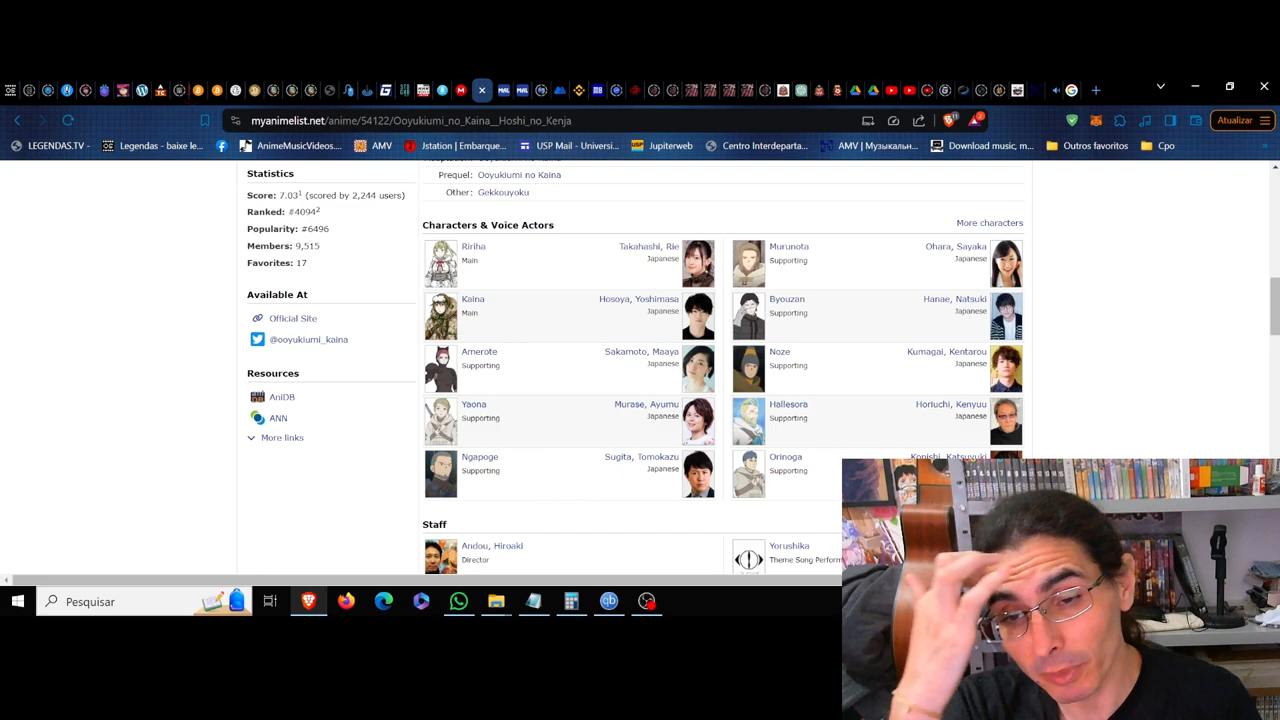 myanimelist.net/anime/54122/Ooyukiumi_no_Kaina__Hoshi_no_Kenja
Atualizar
LEGENDAS.TV -
Legendas - baixe le...
AnimeMusicVideos....
AMV
Jstation | Embarque...
USP Mail - Universi...
Jupiterweb
Centro Interdeparta...
AMV | Музыкальн...
Download music, m...
Outros favoritos
Cpo
Statistics
Score: 7.03¹ (scored by 2,244 users)
Ranked: #4094²
Popularity: #6496
Members: 9,515
Favorites: 17
Available At
Official Site
@ooyukiumi_kaina
Resources
AniDB
ANN
More links
Prequel: Ooyukiumi no Kaina
Other: Gekkouyoku
Characters & Voice Actors
More characters
Ririha
Main
Takahashi, Rie
Japanese
Murunota
Supporting
Ohara, Sayaka
Japanese
Kaina
Main
Hosoya, Yoshimasa
Japanese
Byouzan
Supporting
Hanae, Natsuki
Japanese
Amerote
Supporting
Sakamoto, Maaya
Japanese
Noze
Supporting
Kumagai, Kentarou
Japanese
Yaona
Supporting
Murase, Ayumu
Japanese
Hallesora
Supporting
Horiuchi, Kenyuu
Japanese
Ngapoge
Supporting
Sugita, Tomokazu
Japanese
Orinoga
Supporting
Konishi, Katsuyuki
Staff
Andou, Hiroaki
Director
Yorushika
Theme Song Perform
Pesquisar